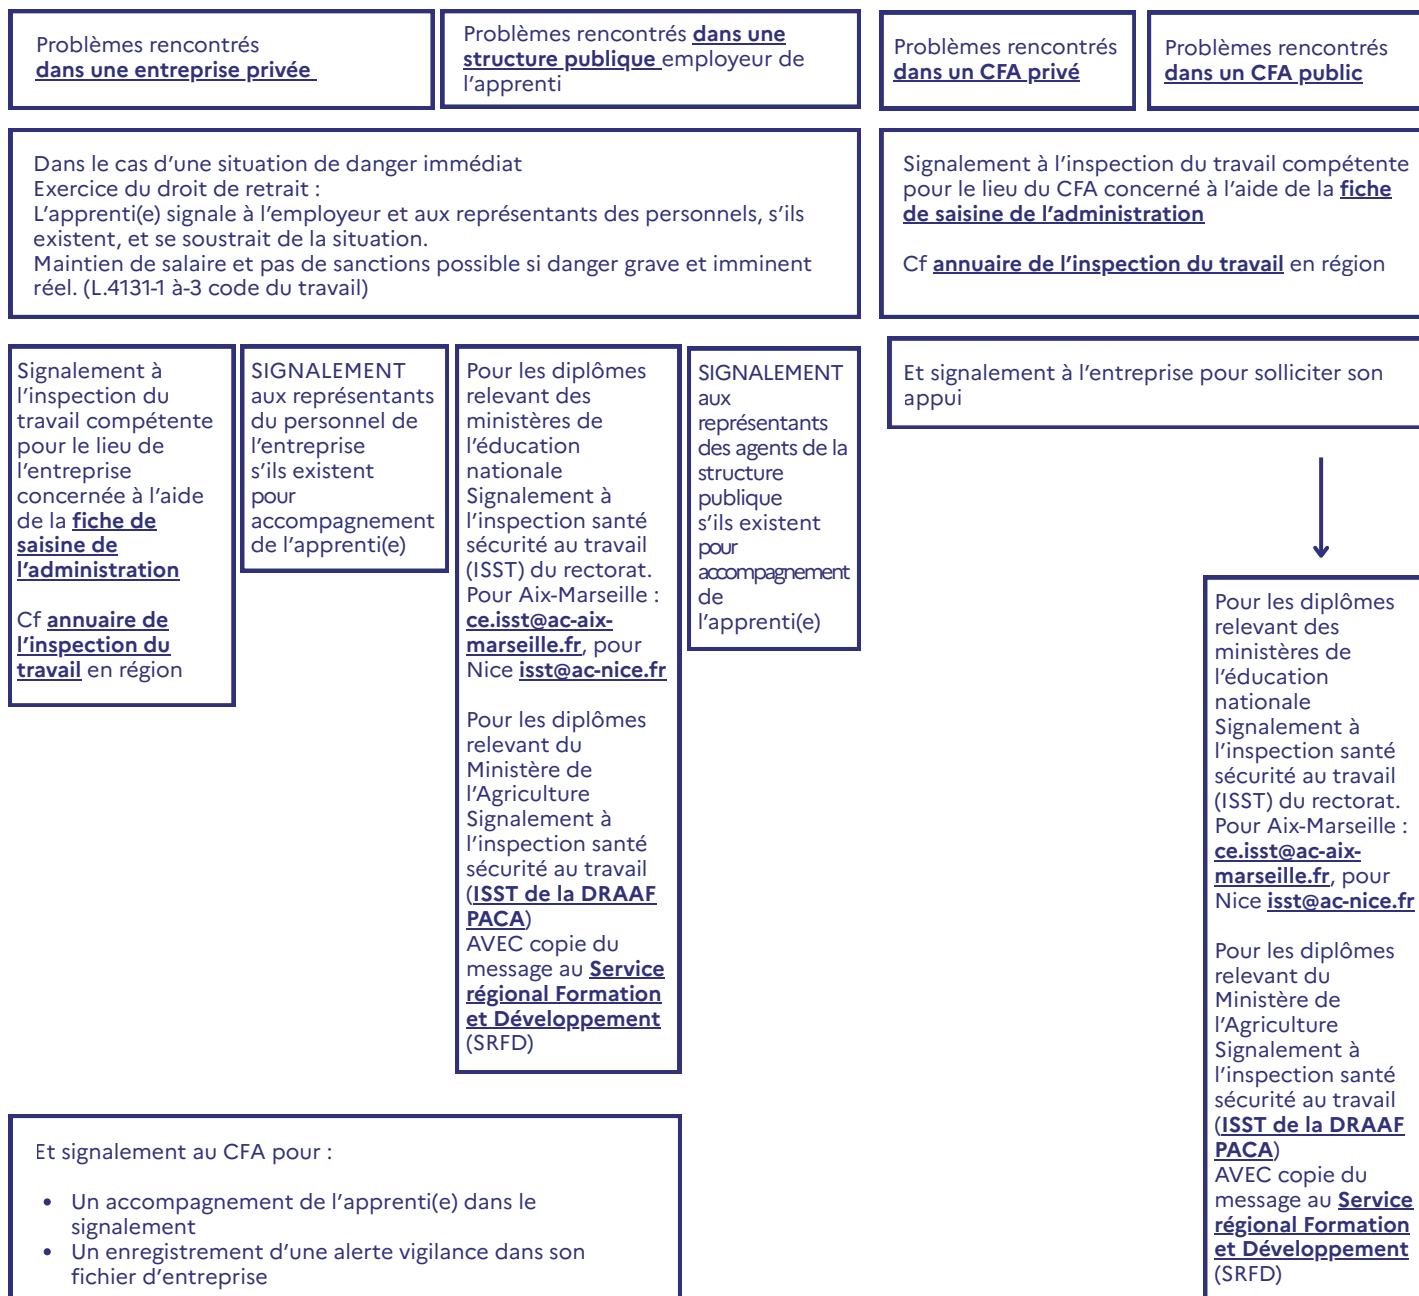 Problèmes rencontrés
dans une entreprise privée
Problèmes rencontrés dans une
structure publique employeur de
l'apprenti
Problèmes rencontrés
dans un CFA privé
Problèmes rencontrés
dans un CFA public
Dans le cas d'une situation de danger immédiat
Exercice du droit de retrait :
L'apprenti(e) signale à l'employeur et aux représentants des personnels, s'ils
existent, et se soustrait de la situation.
Maintien de salaire et pas de sanctions possible si danger grave et imminent
réel. (L.4131-1 à-3 code du travail)
Signalement à l'inspection du travail compétente
pour le lieu du CFA concerné à l'aide de la fiche
de saisine de l'administration
Cf annuaire de l'inspection du travail en région
Signalement à
l'inspection du
travail compétente
pour le lieu de
l'entreprise
concernée à l'aide
de la fiche de
saisine de
l'administration
Cf annuaire de
l'inspection du
travail en région
SIGNALEMENT
aux représentants
du personnel de
l'entreprise
s'ils existent
pour
accompagnement
de l'apprenti(e)
Pour les diplômes
relevant des
ministères de
l'éducation
nationale
Signalement à
l'inspection santé
sécurité au travail
(ISST) du rectorat.
Pour Aix-Marseille :
ce.isst@ac-aix-
marseille.fr, pour
Nice isst@ac-nice.fr
Pour les diplômes
relevant du
Ministère de
l'Agriculture
Signalement à
l'inspection santé
sécurité au travail
(ISST de la DRAAF
PACA)
AVEC copie du
message au Service
régional Formation
et Développement
(SRFD)
SIGNALEMENT
aux
représentants
des agents de la
structure
publique
s'ils existent
pour
accompagnement
de
l'apprenti(e)
Et signalement à l'entreprise pour solliciter son
appui
Pour les diplômes
relevant des
ministères de
l'éducation
nationale
Signalement à
l'inspection santé
sécurité au travail
(ISST) du rectorat.
Pour Aix-Marseille :
ce.isst@ac-aix-
marseille.fr, pour
Nice isst@ac-nice.fr
Pour les diplômes
relevant du
Ministère de
l'Agriculture
Signalement à
l'inspection santé
sécurité au travail
(ISST de la DRAAF
PACA)
AVEC copie du
message au Service
régional Formation
et Développement
(SRFD)
Et signalement au CFA pour :
• Un accompagnement de l'apprenti(e) dans le
signalement
• Un enregistrement d'une alerte vigilance dans son
fichier d'entreprise